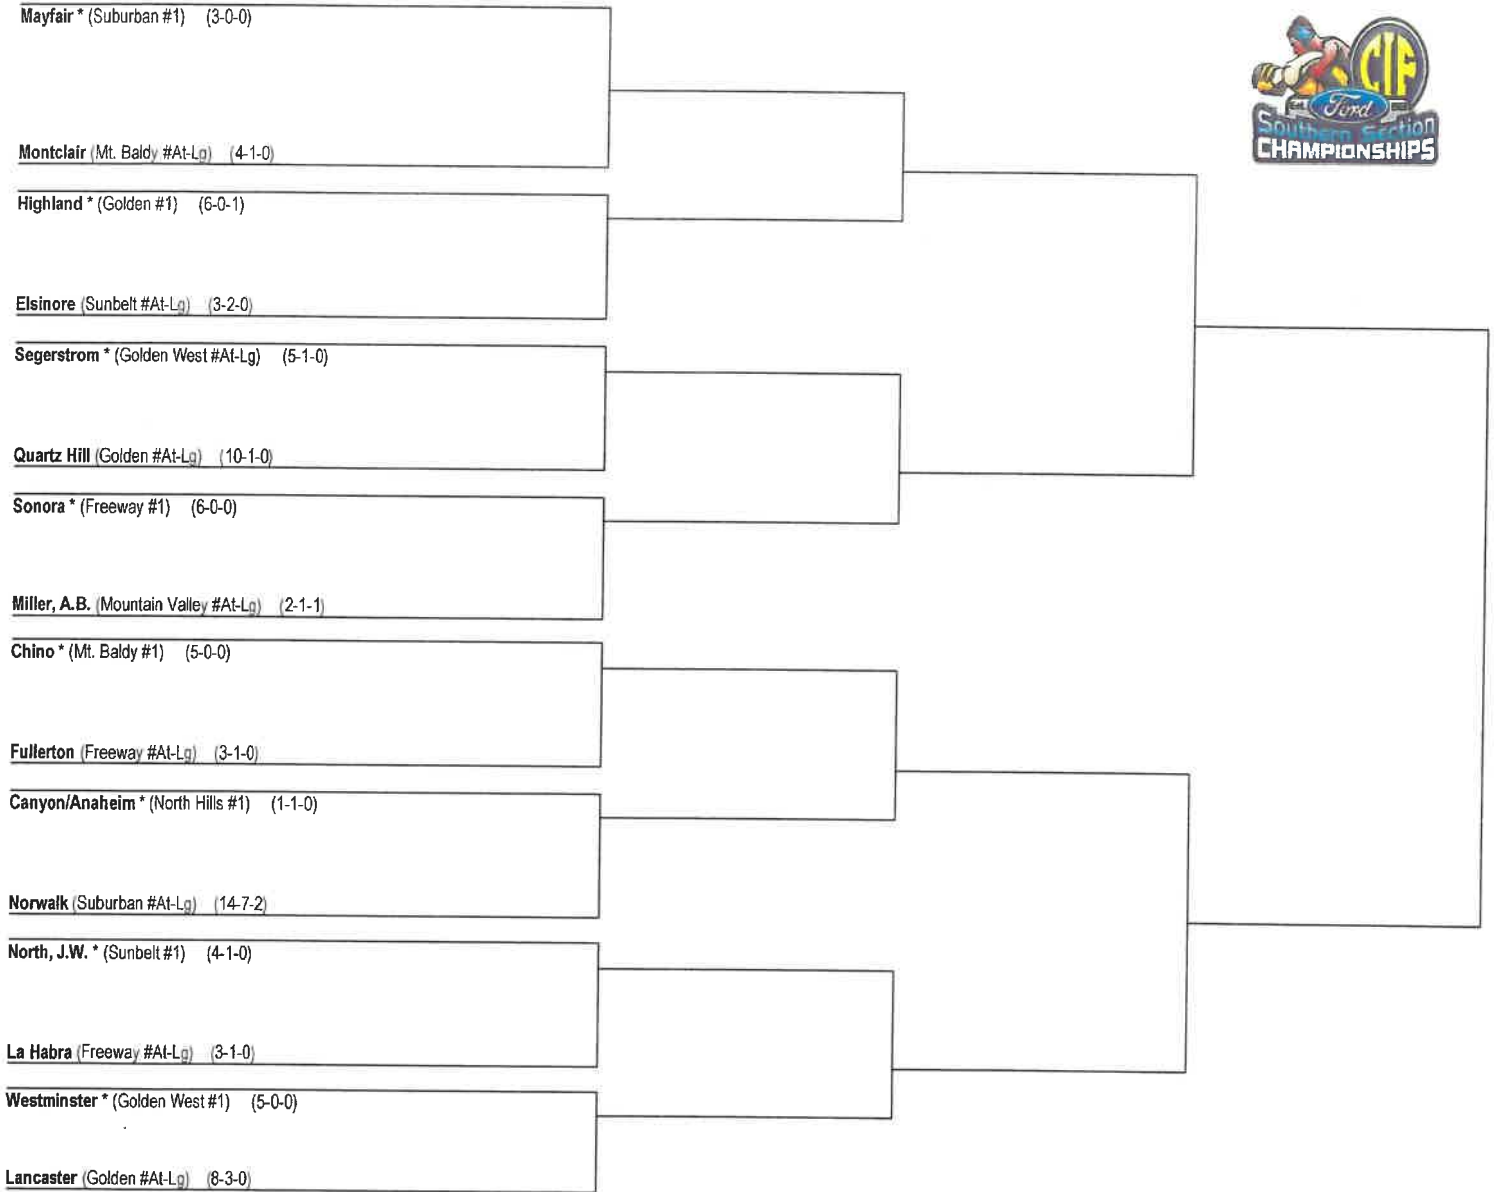 Mayfair * (Suburban #1) (3-0-0)
CIF
Ford
Southern Section
CHAMPIONSHIPS
Montclair (Mt. Baldy #At-Lg) (4-1-0)
Highland * (Golden #1) (6-0-1)
Elsinore (Sunbelt #At-Lg) (3-2-0)
Segerstrom * (Golden West #At-Lg) (5-1-0)
Quartz Hill (Golden #At-Lg) (10-1-0)
Sonora * (Freeway #1) (6-0-0)
Miller, A.B. (Mountain Valley #At-Lg) (2-1-1)
Chino * (Mt. Baldy #1) (5-0-0)
Fullerton (Freeway #At-Lg) (3-1-0)
Canyon/Anaheim * (North Hills #1) (1-1-0)
Norwalk (Suburban #At-Lg) (14-7-2)
North, J.W. * (Sunbelt #1) (4-1-0)
La Habra (Freeway #At-Lg) (3-1-0)
Westminster * (Golden West #1) (5-0-0)
Lancaster (Golden #At-Lg) (8-3-0)